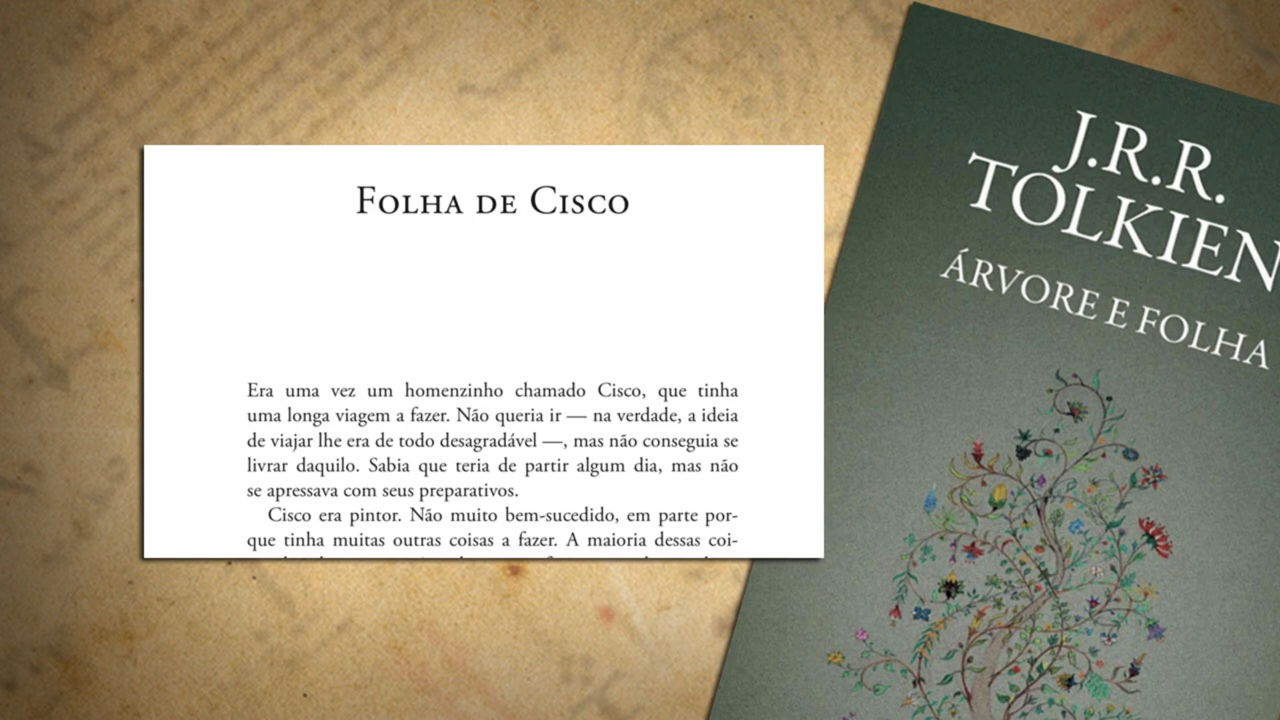 FOLHA DE CISCO
Era uma vez um homenzinho chamado Cisco, que tinha
uma longa viagem a fazer. Não queria ir — na verdade, a ideia
de viajar lhe era de todo desagradável —, mas não conseguia se
livrar daquilo. Sabia que teria de partir algum dia, mas não
se apressava com seus preparativos.
Cisco era pintor. Não muito bem-sucedido, em parte por-
que tinha muitas outras coisas a fazer. A maioria dessas coi-
J.R.R.
TOLKIEN
ÁRVORE E FOLHA